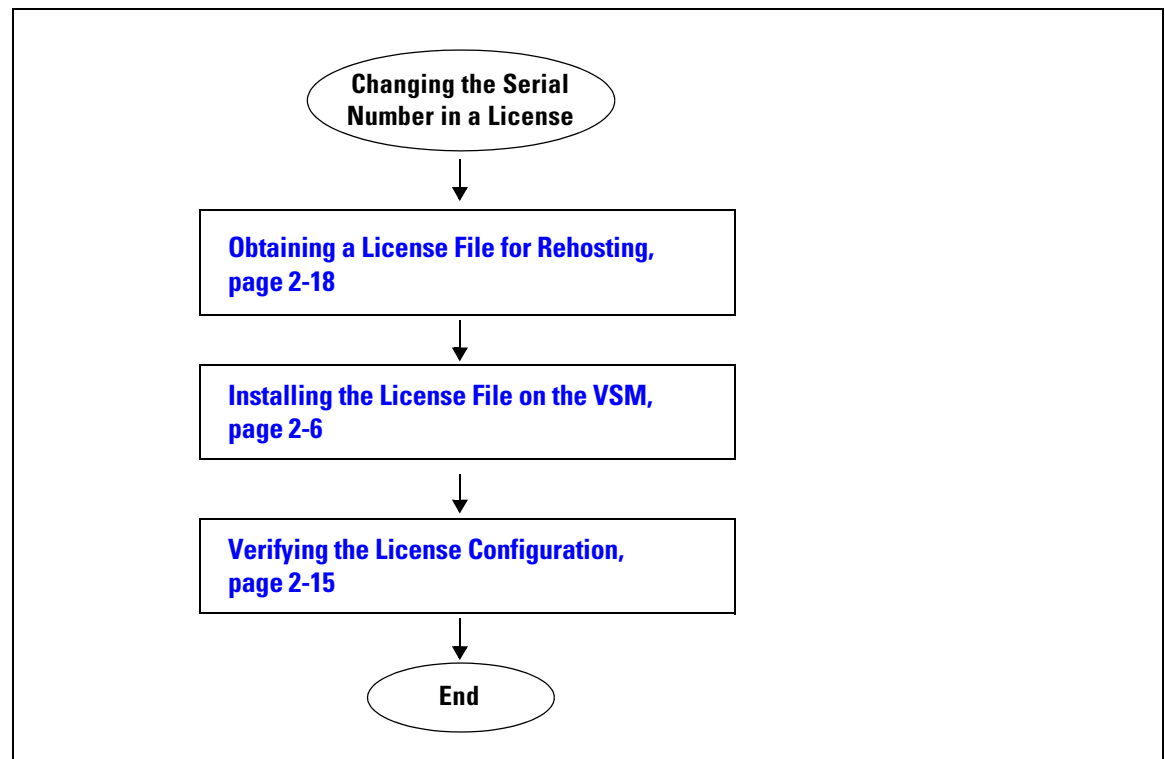 Changing the Serial
Number in a License
Obtaining a License File for Rehosting,
page 2-18
Installing the License File on the VSM,
page 2-6
Verifying the License Configuration,
page 2-15
End